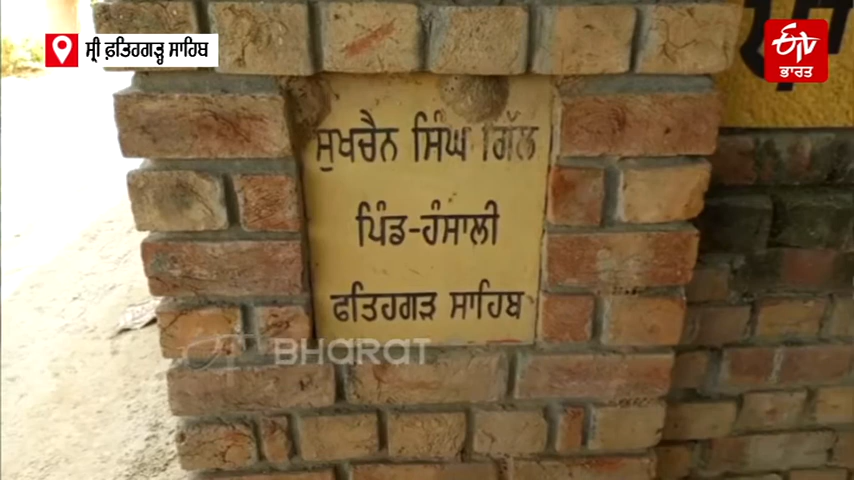 ਸ੍ਰੀ ਫ਼ਤਿਹਗੜ੍ਹ ਸਾਹਿਬ
etv
ਭਾਰਤ
ਸੁਖਚੈਨ ਸਿੰਘ ਗਿੱਲ
ਪਿੰਡ-ਹੰਸਾਲੀ
ਫਤਿਹਗੜ ਸਾਹਿਬ
BHARAT